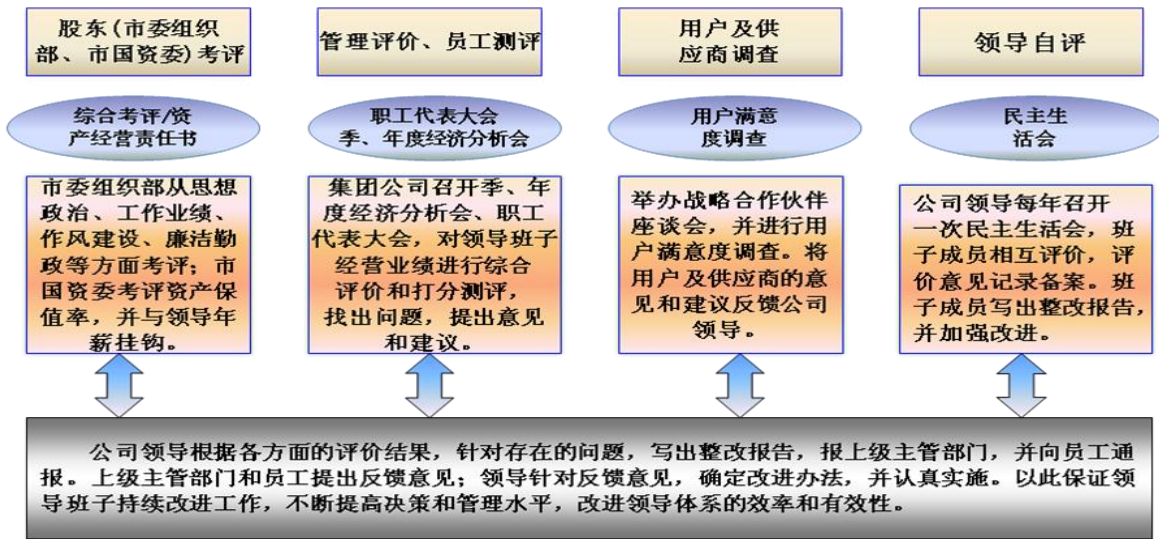 股东(市委组织
部、市国资委)考评
管理评价、员工测评
用户及供
应商调查
领导自评
综合考评/资
产经营责任书
职工代表大会
季、年度经济分析会
用户满意
度调查
民主生
活会
市委组织部从思想
政治、工作业绩、
作风建设、廉洁勤
政等方面考评；市
国资委考评资产保
值率，并与领导年
薪挂钩。
集团公司召开季、年
度经济分析会、职工
代表大会，对领导班子
经营业绩进行综合
评价和打分测评，
找出问题，提出意见
和建议。
举办战略合作伙伴
座谈会，并进行用
户满意度调查。将
用户及供应商的意
见和建议反馈公司
领导。
公司领导每年召开
一次民主生活会，班
子成员相互评价，评
价意见记录备案。班
子成员写出整改报告，
并加强改进。
公司领导根据各方面的评价结果，针对存在的问题，写出整改报告，报上级主管部门，并向员工通
报。上级主管部门和员工提出反馈意见；领导针对反馈意见，确定改进办法，并认真实施。以此保证领
导班子持续改进工作，不断提高决策和管理水平，改进领导体系的效率和有效性。